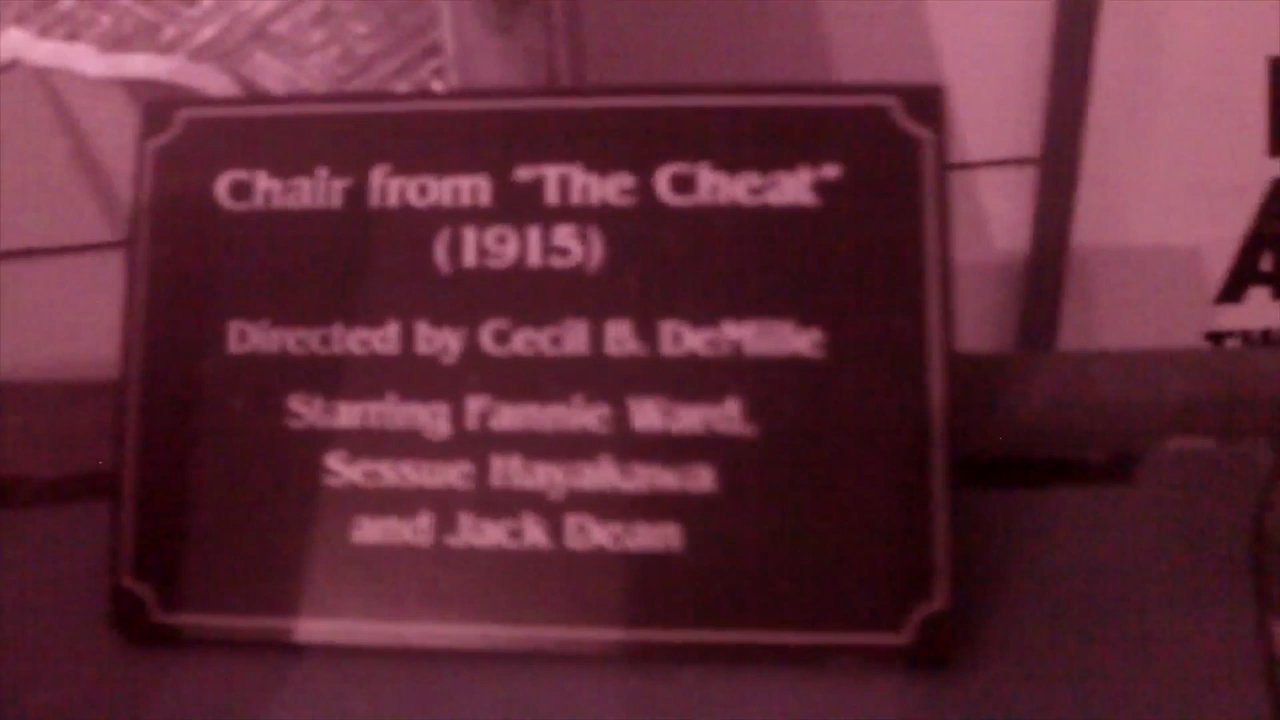 Chair from "The Cheat"
(1915)
Directed by Cecil B. DeMille
Starring Fannie Ward,
Sessue Hayakawa
and Jack Dean